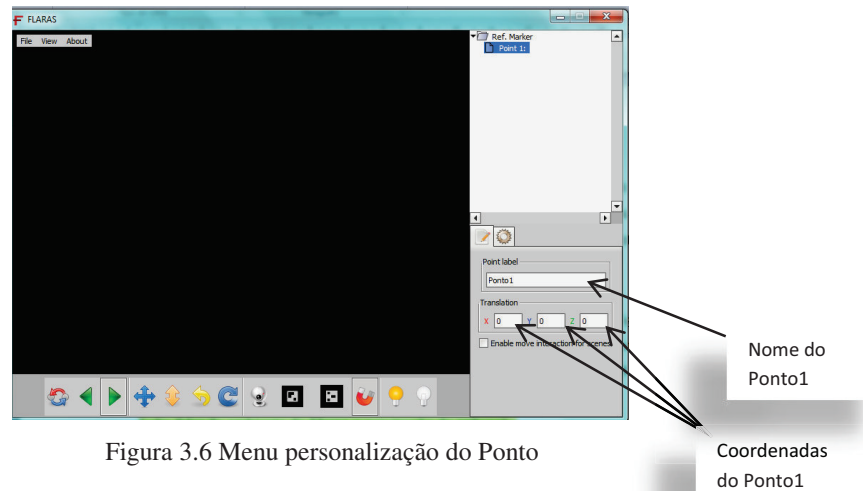 FLARAS
File View About
Ref. Marker
Point 1:
Point label
Ponto1
Translation
X 0 Y 0 Z 0
Enable move interaction for scenes
Nome do
Ponto1
Coordenadas
do Ponto1
Figura 3.6 Menu personalização do Ponto